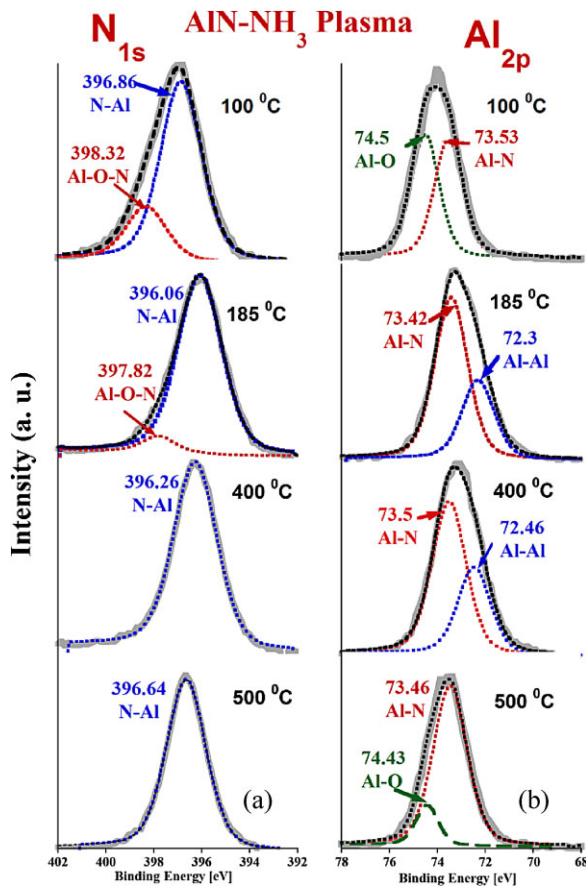 N1s
AlN-NH3 Plasma
Al2p
396.86
N-Al
100 ⁰C
398.32
Al-O-N
100 ⁰C
74.5
Al-O
73.53
Al-N
396.06
N-Al
185 ⁰C
397.82
Al-O-N
185 ⁰C
73.42
Al-N
72.3
Al-Al
396.26
N-Al
400 ⁰C
400 ⁰C
73.5
Al-N
72.46
Al-Al
396.64
N-Al
500 ⁰C
(a)
73.46
Al-N
500 ⁰C
74.43
Al-O
(b)
Intensity (a. u.)
402 400 398 396 394 392
Binding Energy [eV]
78 76 74 72 70 68
Binding Energy [eV]